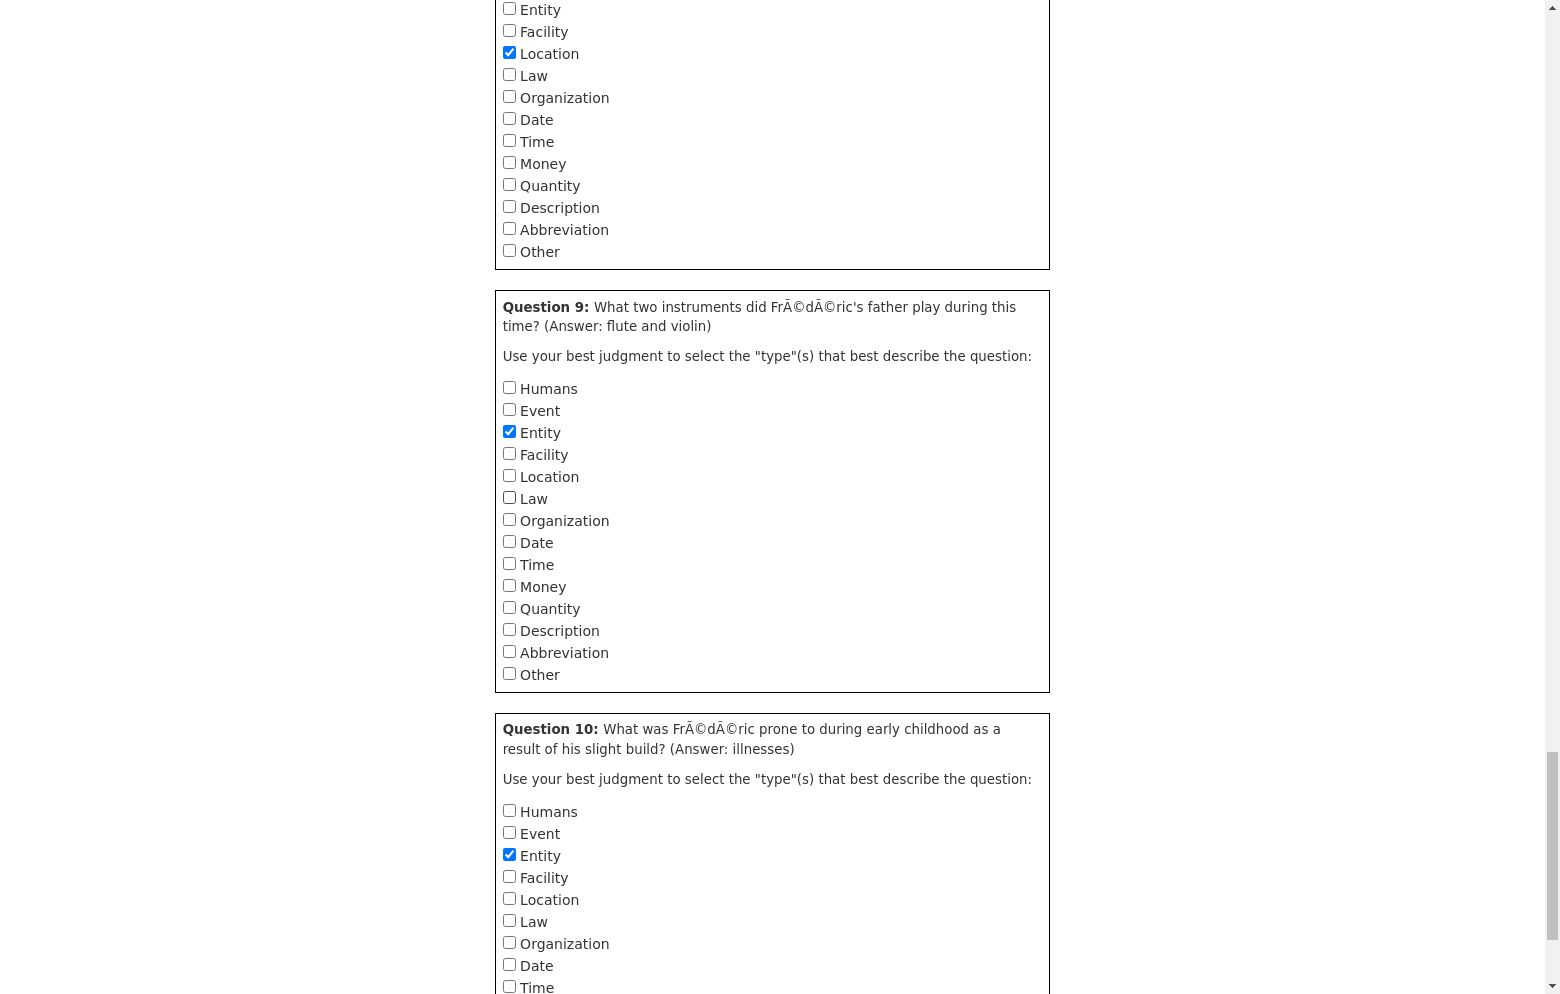 Entity
Facility
Location
Law
Organization
Date
Time
Money
Quantity
Description
Abbreviation
Other
Question 9: What two instruments did FrÃ©dÃ©ric's father play during this
time? (Answer: flute and violin)
Use your best judgment to select the "type"(s) that best describe the question:
Humans
Event
Entity
Facility
Location
Law
Organization
Date
Time
Money
Quantity
Description
Abbreviation
Other
Question 10: What was FrÃ©dÃ©ric prone to during early childhood as a
result of his slight build? (Answer: illnesses)
Use your best judgment to select the "type"(s) that best describe the question:
Humans
Event
Entity
Facility
Location
Law
Organization
Date
Time